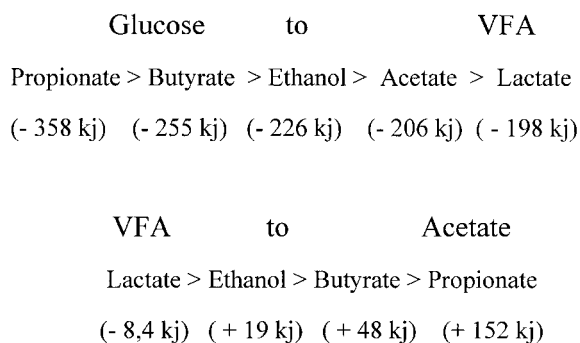 Glucose to VFA
Propionate > Butyrate > Ethanol > Acetate > Lactate
(- 358 kj) (- 255 kj) (- 226 kj) (- 206 kj) ( - 198 kj)
VFA to Acetate
Lactate > Ethanol > Butyrate > Propionate
(- 8,4 kj) ( + 19 kj) ( + 48 kj) (+ 152 kj)